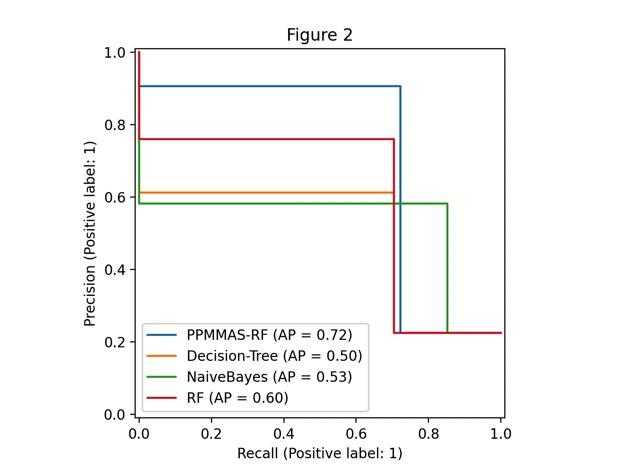 Figure 2
Precision (Positive label: 1)
1.0
0.8
0.6
0.4
0.2
0.0
PPMMAS-RF (AP = 0.72)
Decision-Tree (AP = 0.50)
NaiveBayes (AP = 0.53)
RF (AP = 0.60)
0.0 0.2 0.4 0.6 0.8 1.0
Recall (Positive label: 1)